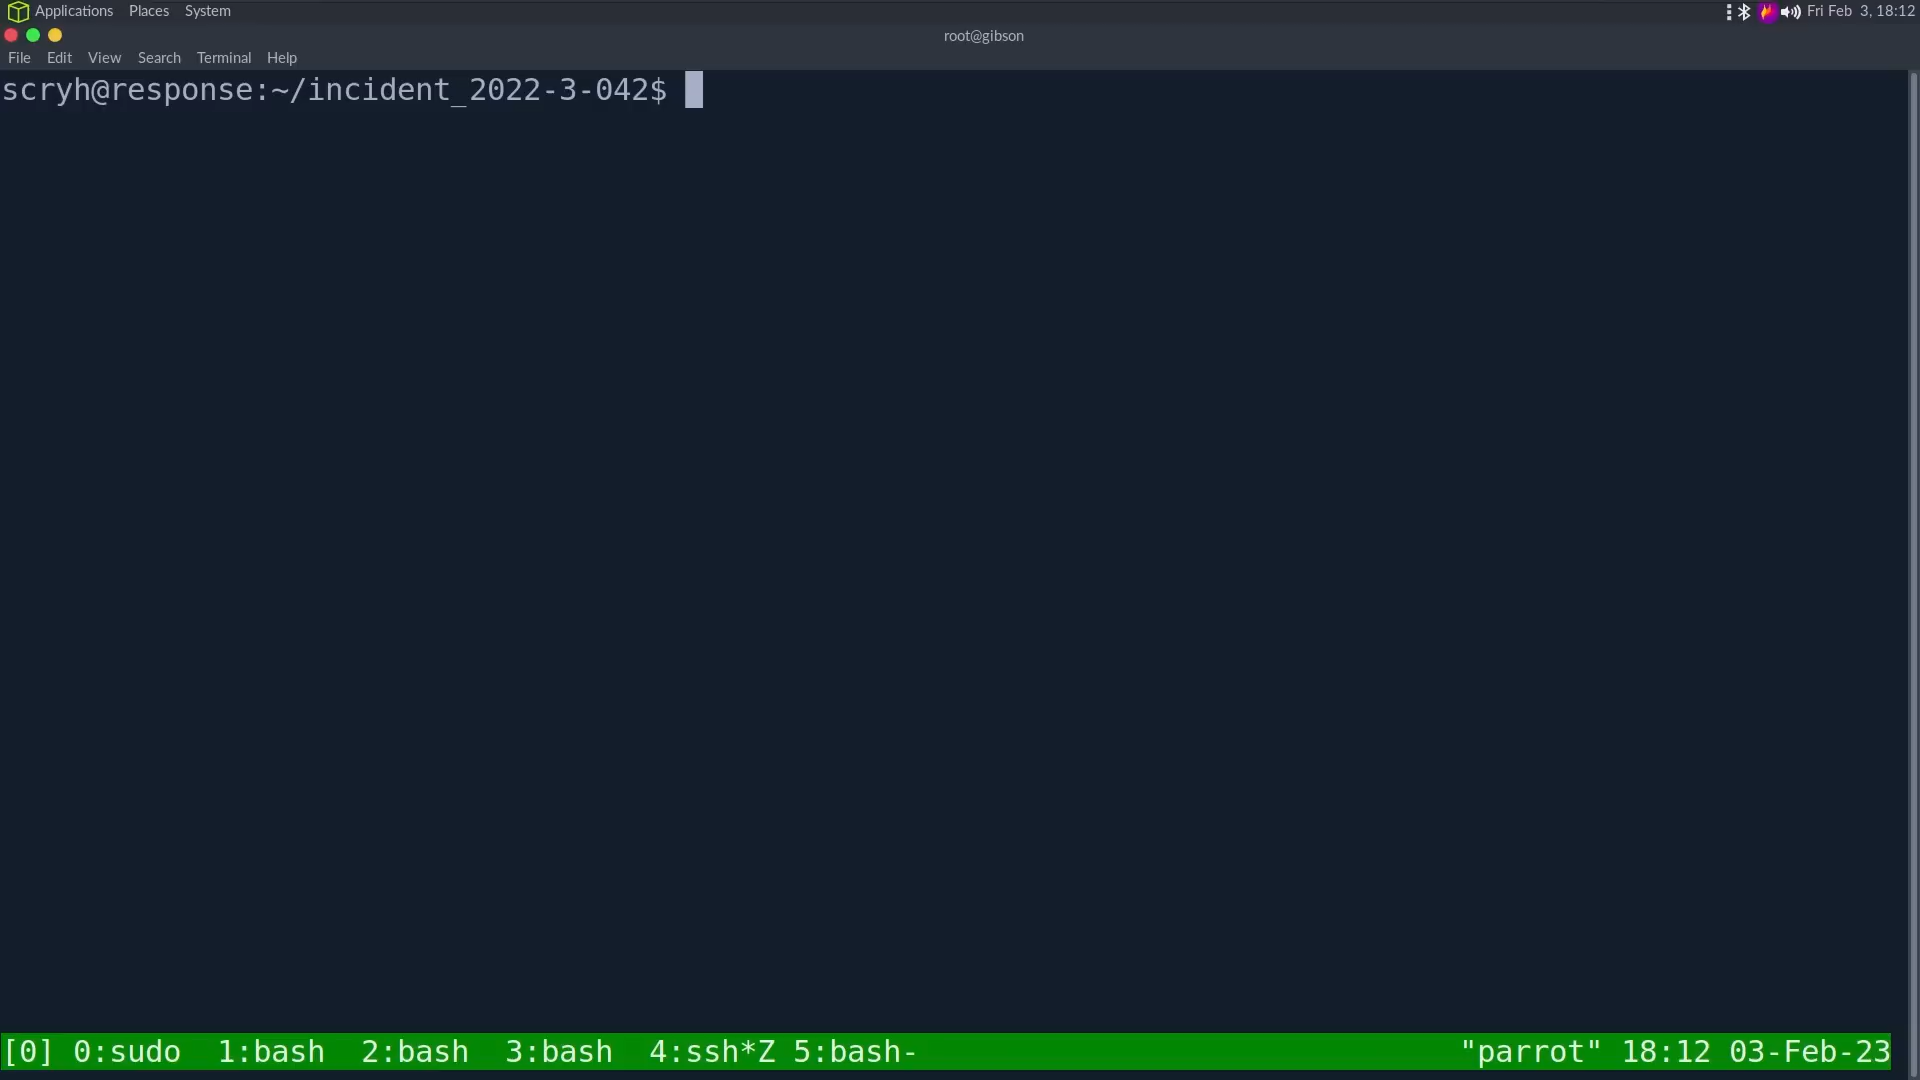 Applications Places System Fri Feb 3, 18:12
root@gibson
File Edit View Search Terminal Help
scryh@response:~/incident_2022-3-042$
[0] 0:sudo 1:bash 2:bash 3:bash 4:ssh*Z 5:bash- "parrot" 18:12 03-Feb-23